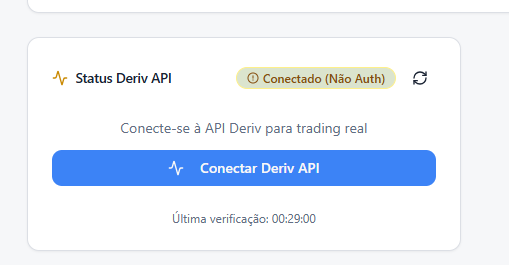 Status Deriv API
Conectado (Não Auth)
Conecte-se à API Deriv para trading real
Conectar Deriv API
Última verificação: 00:29:00